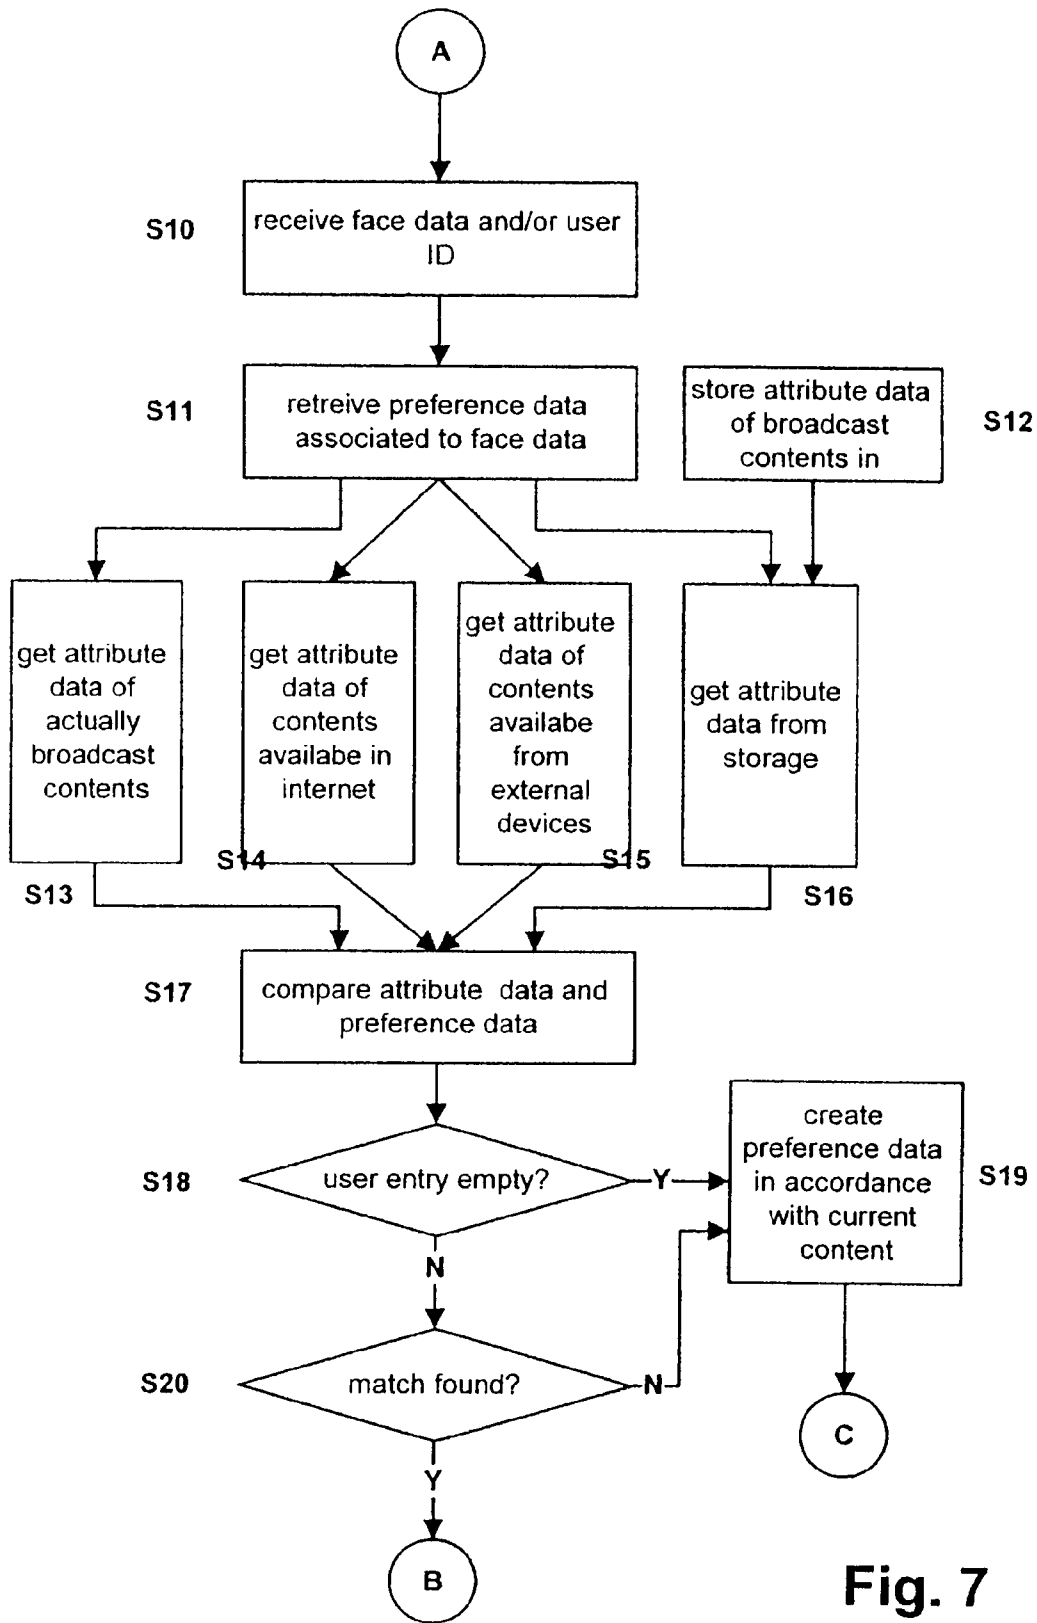 A
S10
receive face data and/or user
ID
S11
retreive preference data
associated to face data
store attribute data
of broadcast
contents in
S12
get attribute
data of
actually
broadcast
contents
get attribute
data of
contents
availabe in
internet
get attribute
data of
contents
availabe
from
external
devices
get attribute
data from
storage
S13
S14
S15
S16
S17
compare attribute data and
preference data
S18
user entry empty?
Y
create
preference data
in accordance
with current
content
S19
N
S20
match found?
N
C
Y
B
Fig. 7